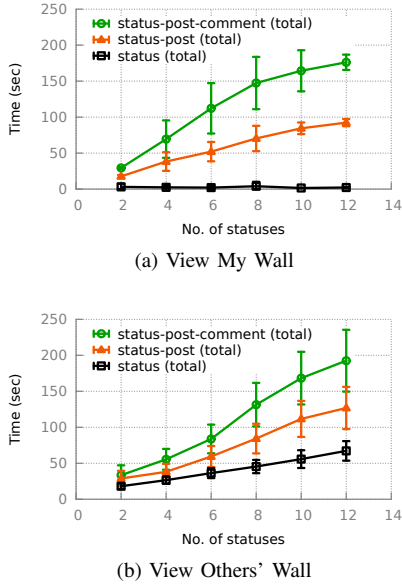 250
200
150
100
50
0
Time (sec)
status-post-comment (total)
status-post (total)
status (total)
0 2 4 6 8 10 12 14
No. of statuses
(a) View My Wall
250
200
150
100
50
0
Time (sec)
status-post-comment (total)
status-post (total)
status (total)
0 2 4 6 8 10 12 14
No. of statuses
(b) View Others' Wall